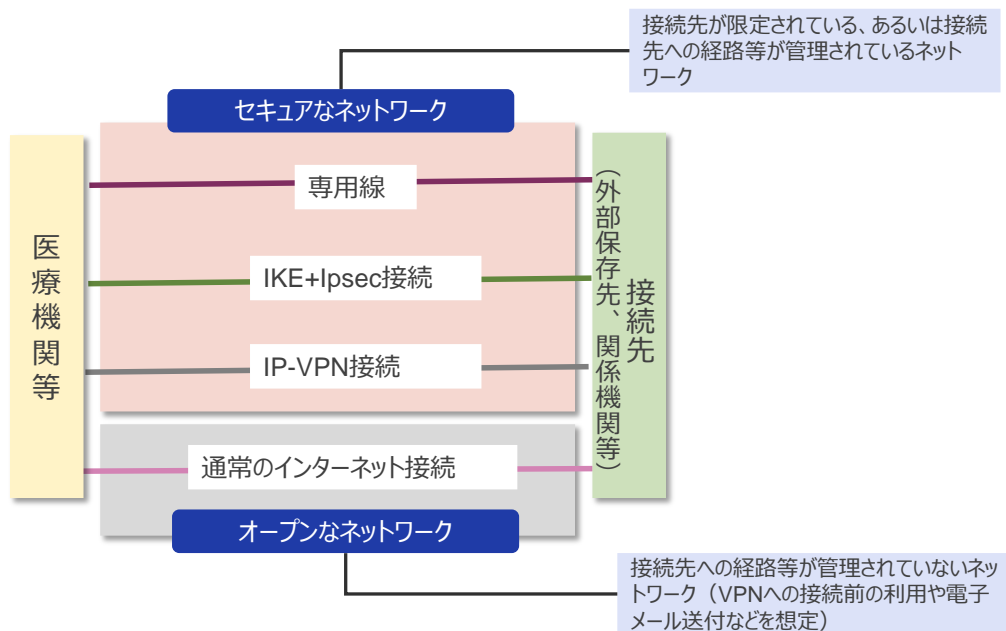 接続先が限定されている、あるいは接続
先への経路等が管理されているネット
ワーク
セキュアなネットワーク
医療機関等
専用線
IKE+Ipsec接続
IP-VPN接続
通常のインターネット接続
接続先
（外部保存先、関係機関等）
オープンなネットワーク
接続先への経路等が管理されていないネッ
トワーク（VPNへの接続前の利用や電子
メール送付などを想定）